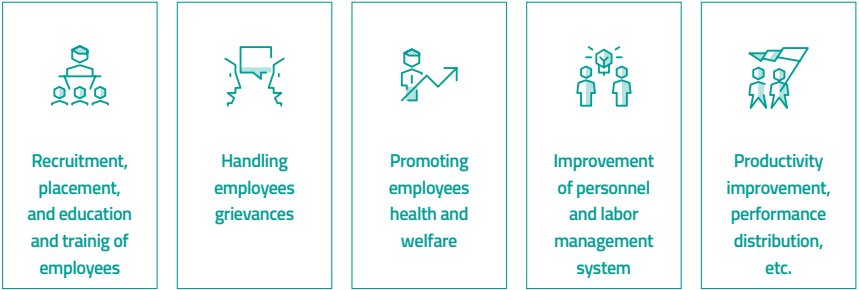 Recruitment,
placement,
and education
and trainig of
employees
Handling
employees
grievances
Promoting
employees
health and
welfare
Improvement
of personnel
and labor
management
system
Productivity
improvement,
performance
distribution,
etc.